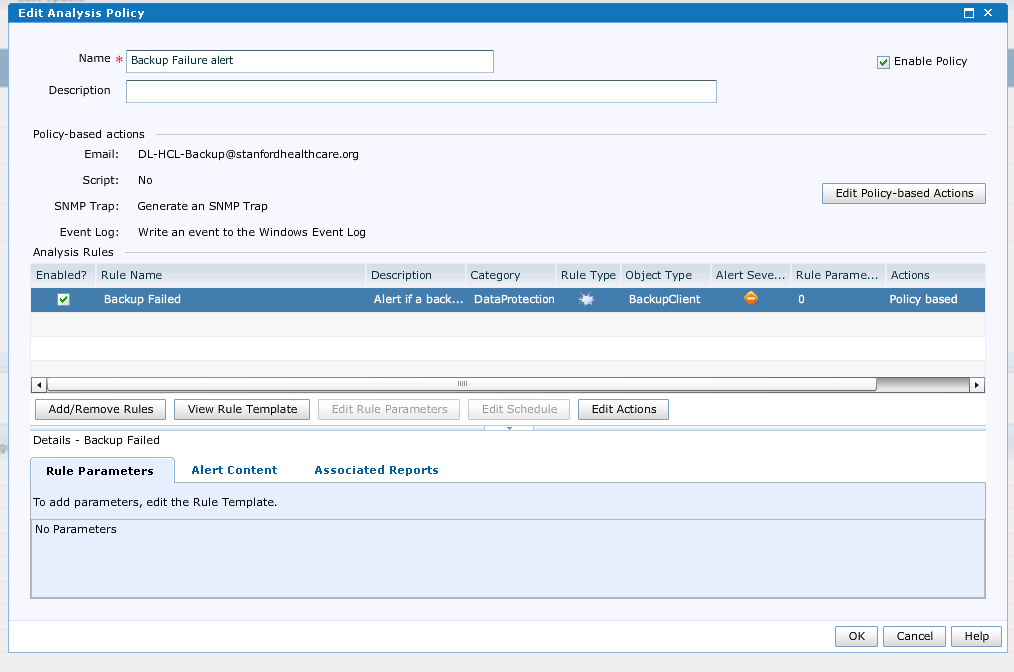 Edit Analysis Policy
Name * Backup Failure alert
Enable Policy
Description
Policy-based actions
Email: DL-HCL-Backup@stanfordhealthcare.org
Script: No
Edit Policy-based Actions
SNMP Trap: Generate an SNMP Trap
Event Log: Write an event to the Windows Event Log
Analysis Rules
Enabled? Rule Name Description Category Rule Type Object Type Alert Seve... Rule Parame... Actions
Backup Failed Alert if a back... DataProtection BackupClient 0 Policy based
Add/Remove Rules View Rule Template Edit Rule Parameters Edit Schedule Edit Actions
Details - Backup Failed
Rule Parameters Alert Content Associated Reports
To add parameters, edit the Rule Template.
No Parameters
OK Cancel Help